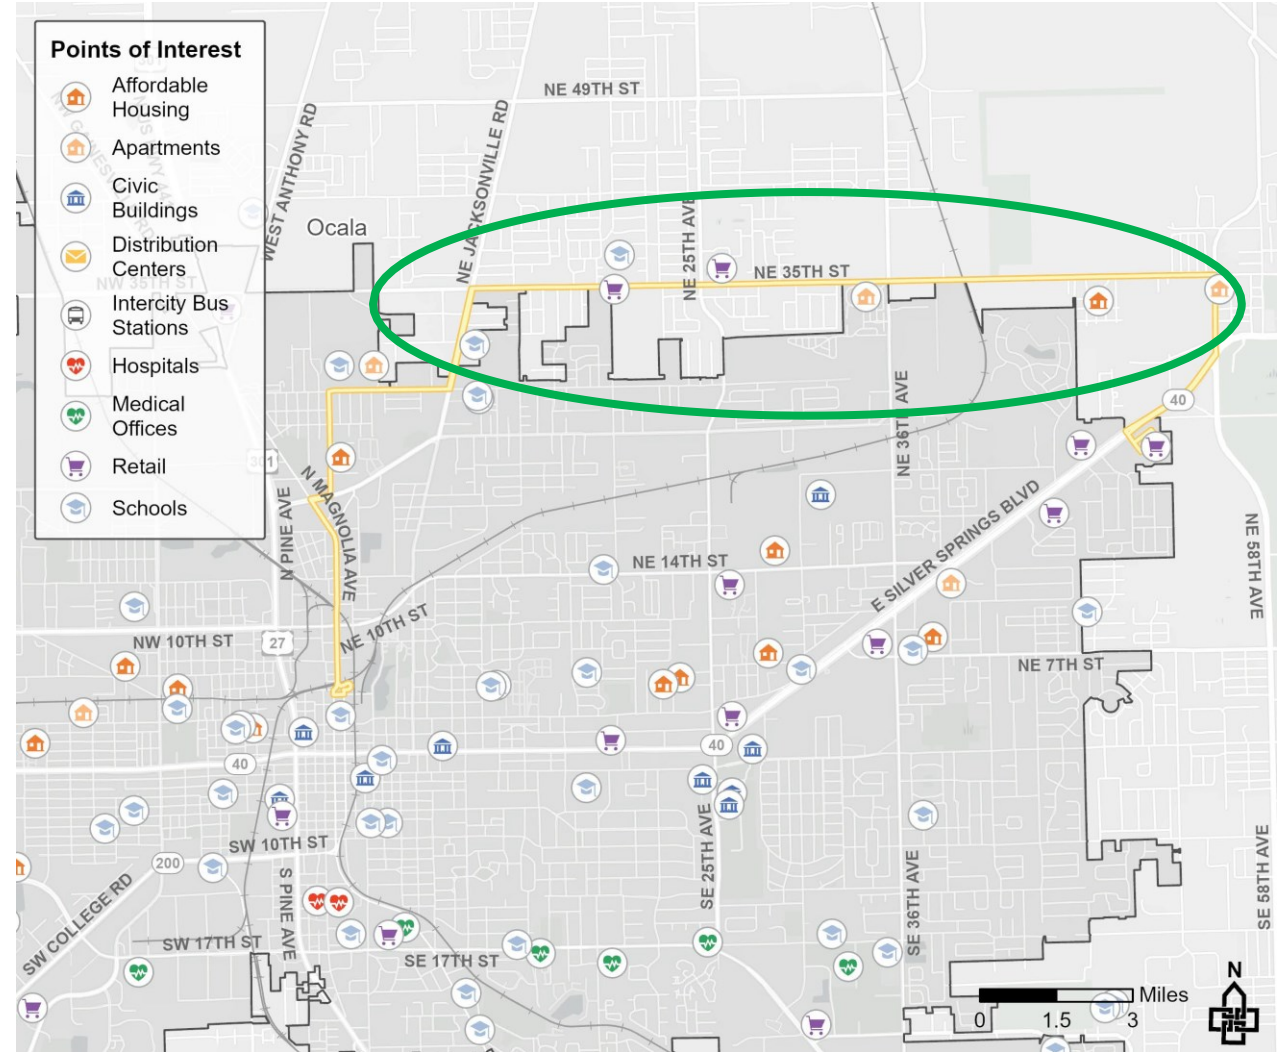 Points of Interest
Affordable
Housing
Apartments
Civic
Buildings
Distribution
Centers
Intercity Bus
Stations
Hospitals
Medical
Offices
Retail
Schools
NE 49TH ST
WEST ANTHONY RD
NE JACKSONVILLE RD
Ocala
NE 25TH AVE
NE 35TH ST
NW 35TH ST
NE 36TH AVE
40
301
N MAGNOLIA AVE
N PINE AVE
E SILVER SPRINGS BLVD
NE 58TH AVE
NE 14TH ST
NE 10TH ST
NW 10TH ST
27
NE 7TH ST
40
40
SE 25TH AVE
SW 10TH ST
200
S PINE AVE
SE 36TH AVE
SE 58TH AVE
SW COLLEGE RD
SW 17TH ST
SE 17TH ST
N
Miles
0 1.5 3